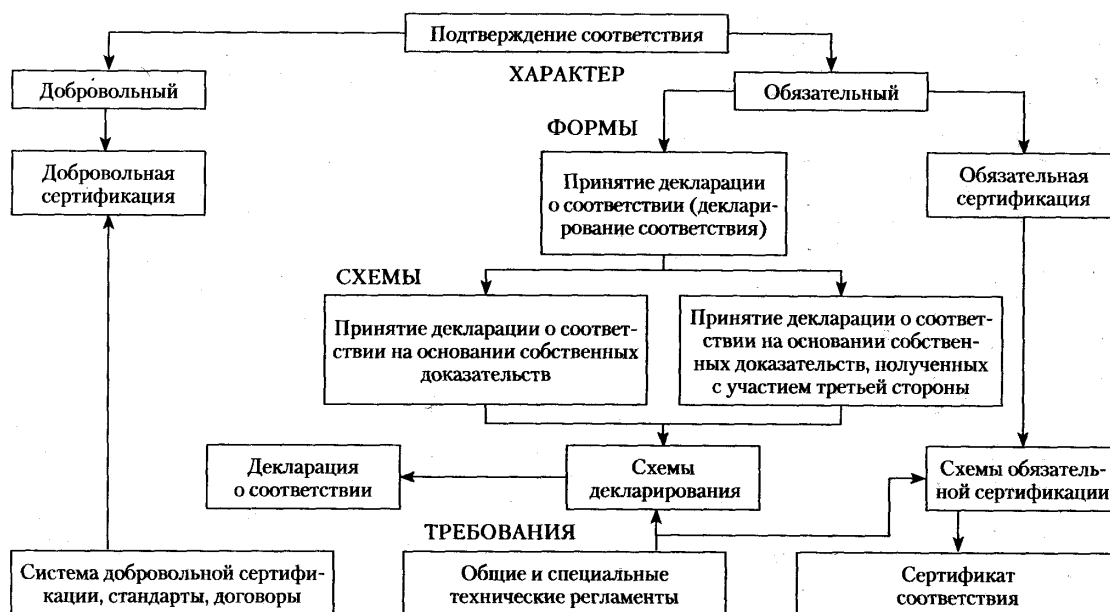 Подтверждение соответствия
ХАРАКТЕР
Добровольный
Обязательный
ФОРМЫ
Добровольная
сертификация
Принятие декларации
о соответствии (деклари-
рование соответствия)
Обязательная
сертификация
СХЕМЫ
Принятие декларации о соответ-
ствии на основании собственных
доказательств
Принятие декларации о соответ-
ствии на основании собствен-
ных доказательств, полученных
с участием третьей стороны
Декларация
о соответствии
Схемы
декларирования
Схемы обязатель-
ной сертификации
ТРЕБОВАНИЯ
Система добровольной сертифи-
кации, стандарты, договоры
Общие и специальные
технические регламенты
Сертификат
соответствия